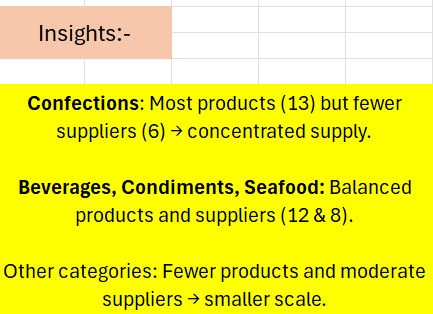 Insights:-
Confections: Most products (13) but fewer
suppliers (6) → concentrated supply.
Beverages, Condiments, Seafood: Balanced
products and suppliers (12 & 8).
Other categories: Fewer products and moderate
suppliers → smaller scale.